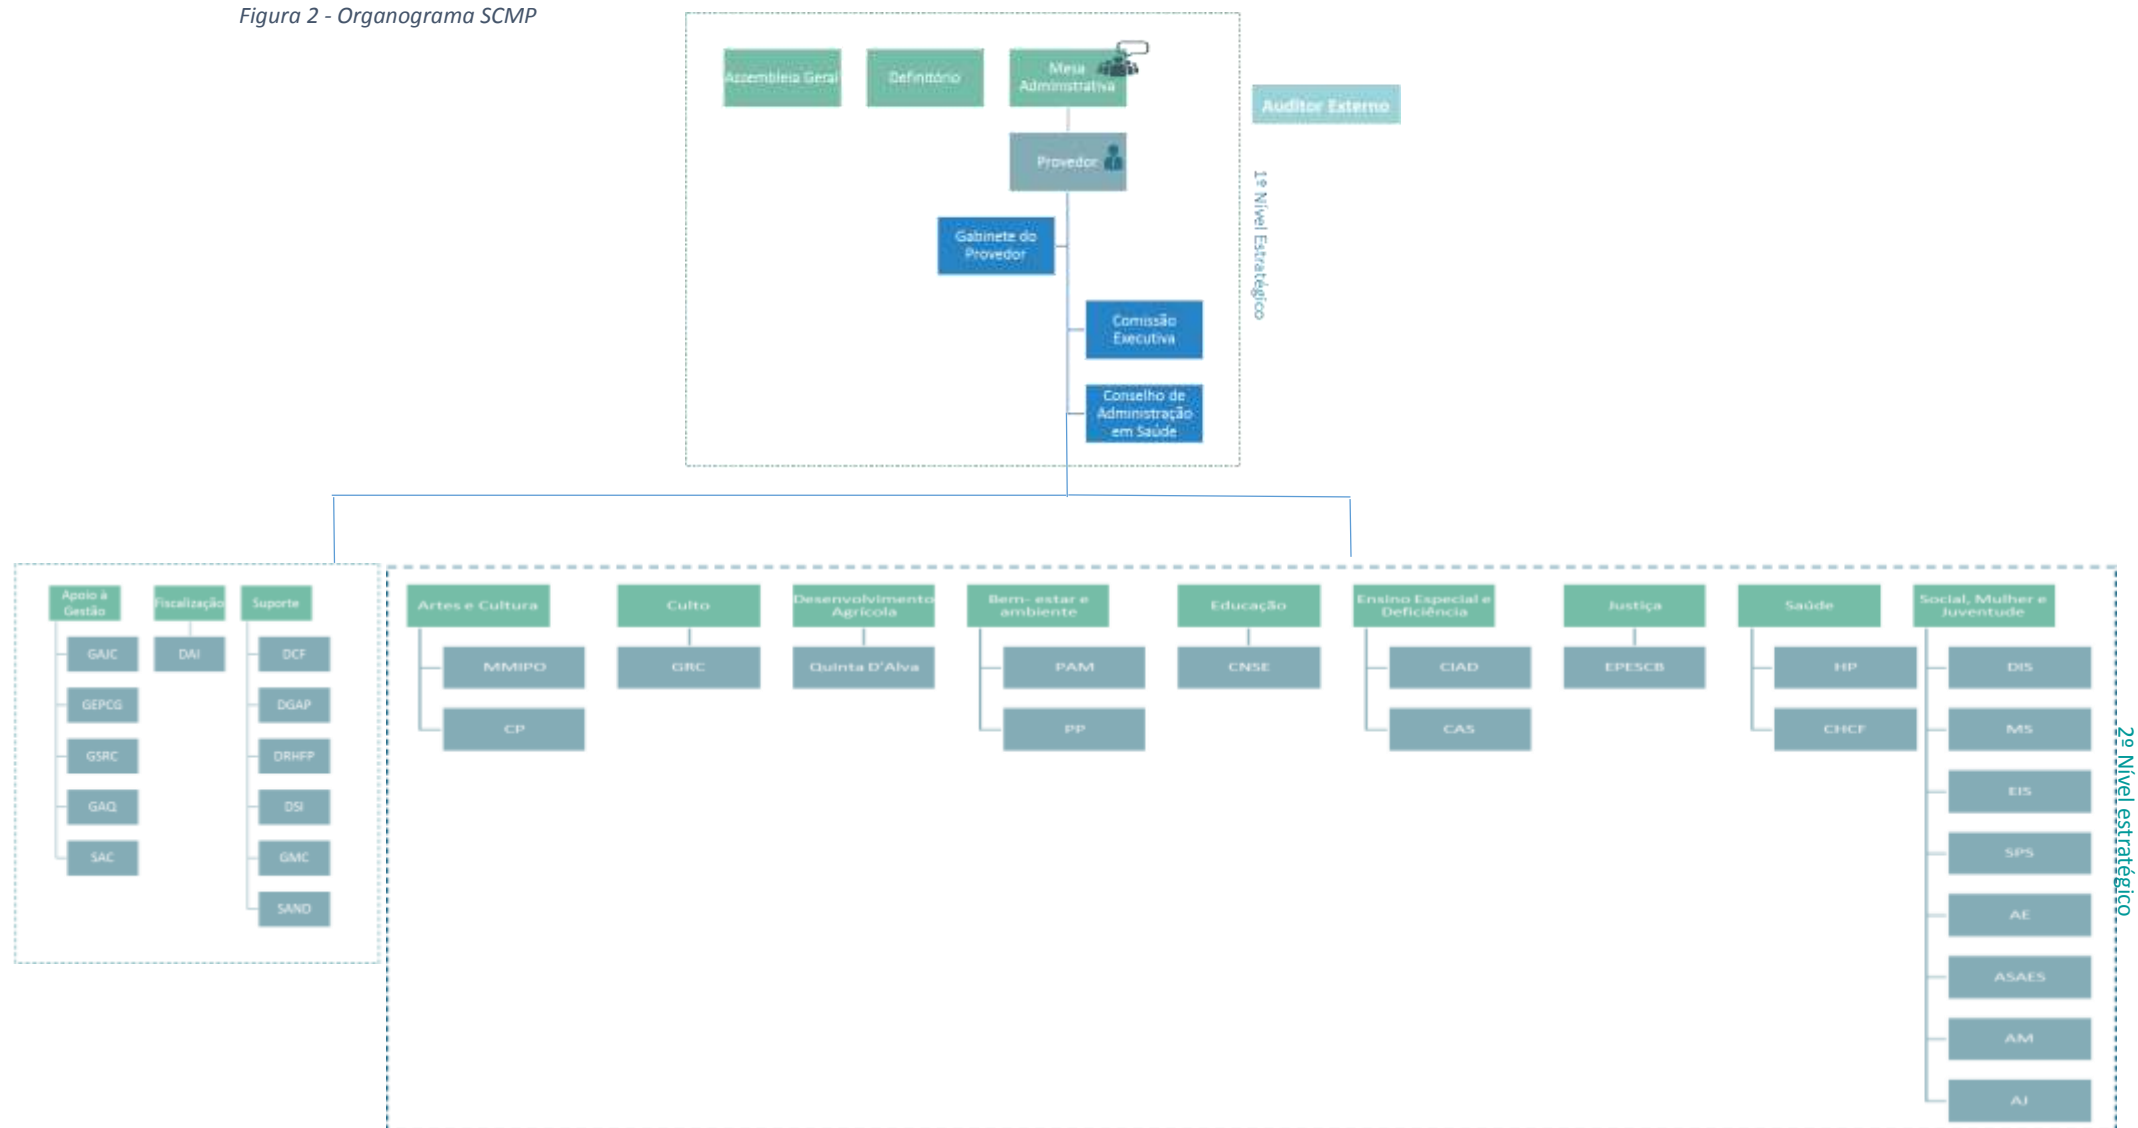 Figura 2 - Organograma SCMP
Assembleia Geral
Definitório
Mesa
Administrativa
Auditor Externo
Provedor
1º Nível Estratégico
Gabinete do
Provedor
Comissão
Executiva
Conselho de
Administração
em Saúde
Apoio à
Gestão
GAJC
GEPCG
GSRC
GAQ
SAC
Fiscalização
DAI
Suporte
DCF
DGAP
DRHFP
DSI
GMC
SAND
Artes e Cultura
MMIPO
CP
Culto
GRC
Desenvolvimento
Agrícola
Quinta D'Alva
Bem- estar e
ambiente
PAM
PP
Educação
CNSE
Ensino Especial e
Deficiência
CIAD
CAS
Justiça
EPESCB
Saúde
HP
CHCF
Social, Mulher e
Juventude
DIS
MS
EIS
SPS
AE
ASAES
AM
AJ
2º Nível estratégico